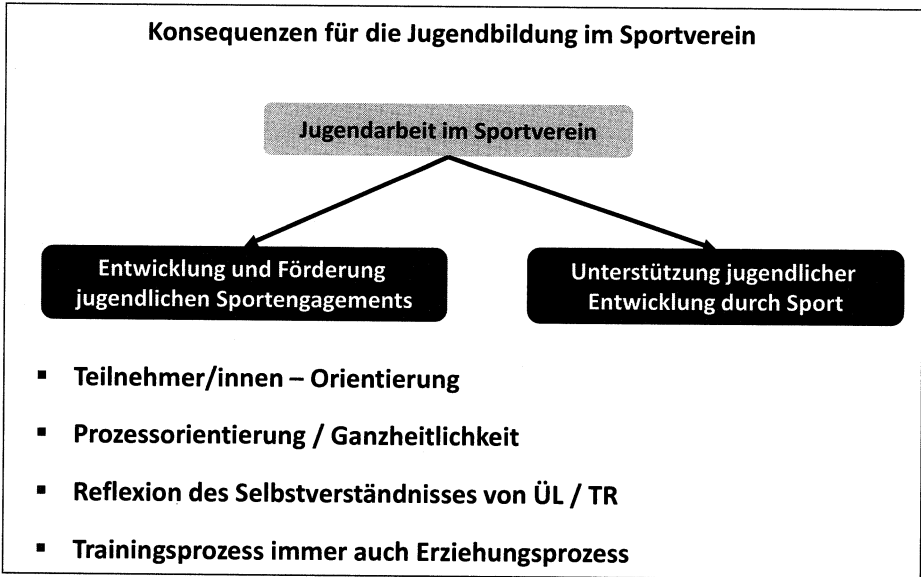 Konsequenzen für die Jugendbildung im Sportverein
Jugendarbeit im Sportverein
Entwicklung und Förderung
jugendlichen Sportengagements
Unterstützung jugendlicher
Entwicklung durch Sport
▪ Teilnehmer/innen – Orientierung
▪ Prozessorientierung / Ganzheitlichkeit
▪ Reflexion des Selbstverständnisses von ÜL / TR
▪ Trainingsprozess immer auch Erziehungsprozess